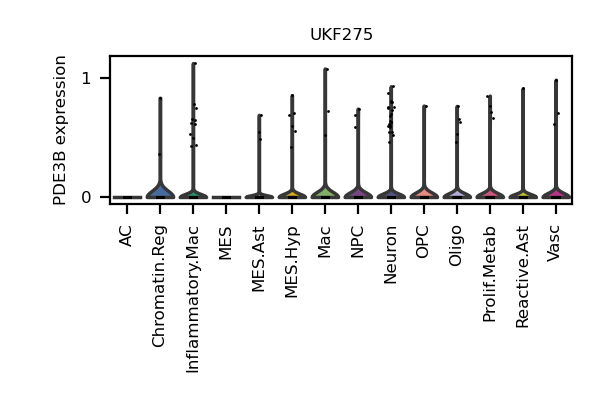 UKF275
PDE3B expression
1
0
AC
Chromatin.Reg
Inflammatory.Mac
MES
MES.Ast
MES.Hyp
Mac
NPC
Neuron
OPC
Oligo
Prolif.Metab
Reactive.Ast
Vasc